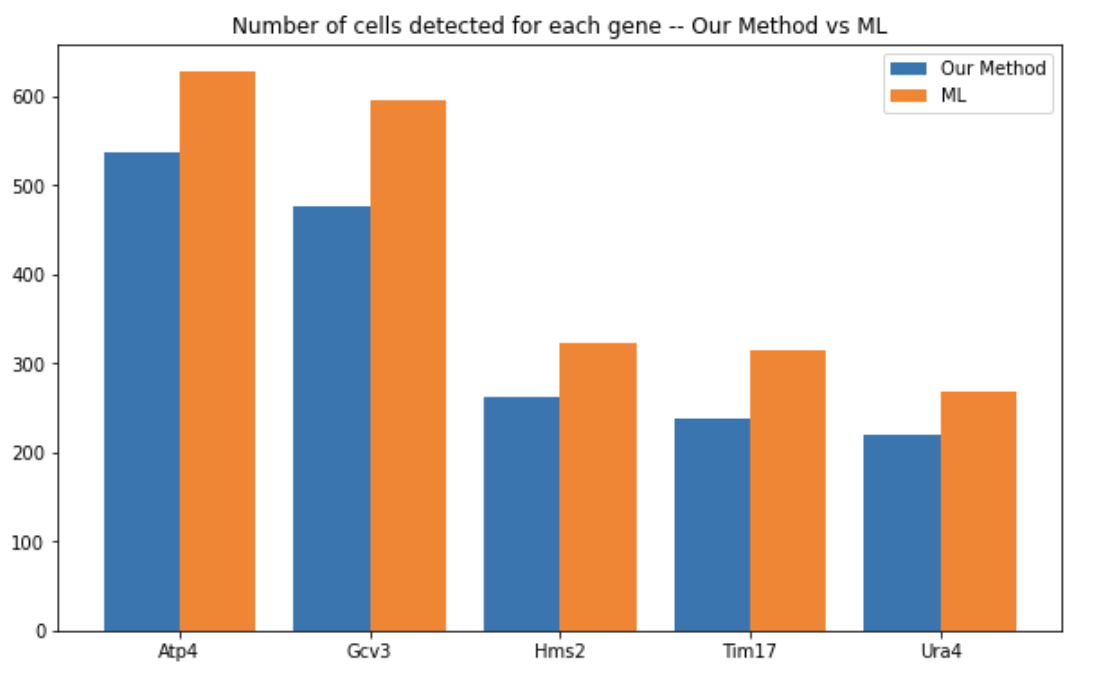 Number of cells detected for each gene -- Our Method vs ML
Our Method
ML
600
500
400
300
200
100
0
Atp4 Gcv3 Hms2 Tim17 Ura4